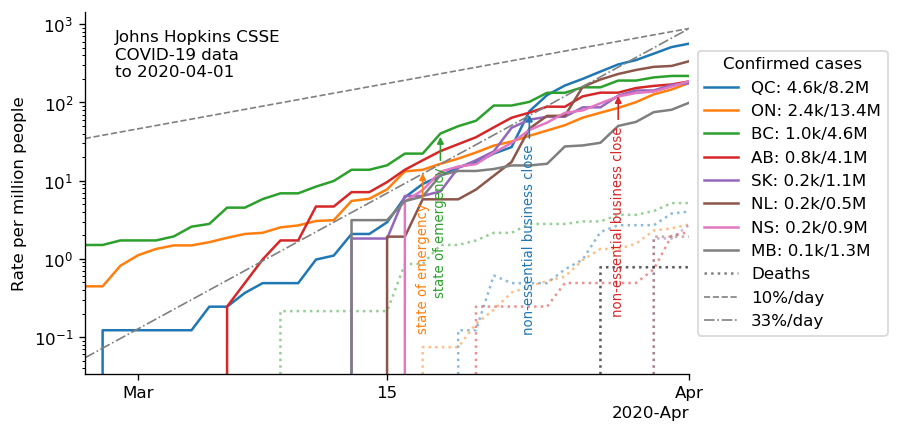 Johns Hopkins CSSE
COVID-19 data
to 2020-04-01
Rate per million people
10³
10²
10¹
10⁰
10⁻¹
Mar
15
Apr
2020-Apr
state of emergency
state of emergency
non-essential business close
non-essential business close
Confirmed cases
QC: 4.6k/8.2M
ON: 2.4k/13.4M
BC: 1.0k/4.6M
AB: 0.8k/4.1M
SK: 0.2k/1.1M
NL: 0.2k/0.5M
NS: 0.2k/0.9M
MB: 0.1k/1.3M
Deaths
10%/day
33%/day